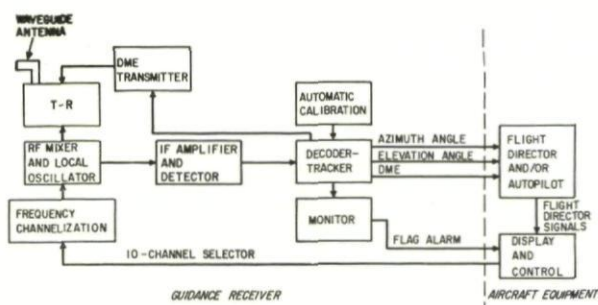 WAVEGUIDE
ANTENNA
T-R
DME
TRANSMITTER
AUTOMATIC
CALIBRATION
RF MIXER
AND LOCAL
OSCILLATOR
IF AMPLIFIER
AND
DETECTOR
DECODER-
TRACKER
AZIMUTH ANGLE
ELEVATION ANGLE
DME
FLIGHT
DIRECTOR
AND/OR
AUTOPILOT
FREQUENCY
CHANNELIZATION
MONITOR
FLAG ALARM
FLIGHT
DIRECTOR
SIGNALS
DISPLAY
AND
CONTROL
10-CHANNEL SELECTOR
GUIDANCE RECEIVER
AIRCRAFT EQUIPMENT